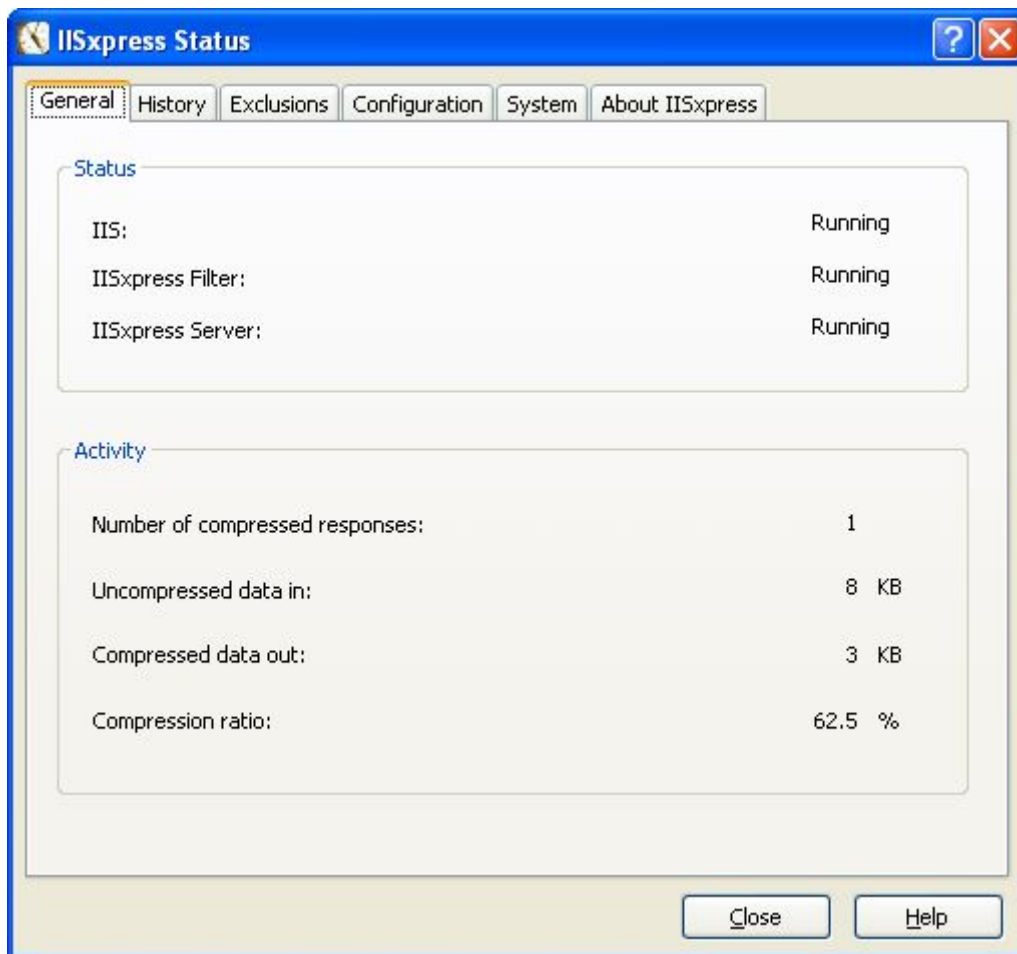 IISxpress Status
General History Exclusions Configuration System About IISxpress
Status
IIS: Running
IISxpress Filter: Running
IISxpress Server: Running
Activity
Number of compressed responses: 1
Uncompressed data in: 8 KB
Compressed data out: 3 KB
Compression ratio: 62.5 %
Close Help